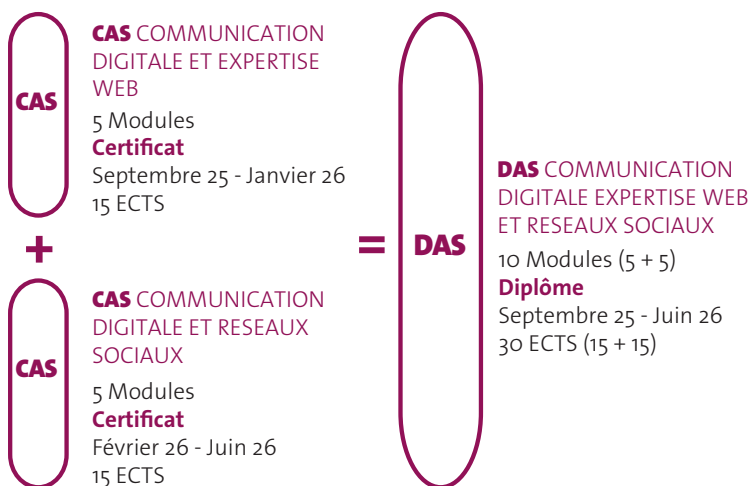 CAS
CAS COMMUNICATION
DIGITALE ET EXPERTISE
WEB
5 Modules
Certificat
Septembre 25 - Janvier 26
15 ECTS
+
CAS
CAS COMMUNICATION
DIGITALE ET RESEAUX
SOCIAUX
5 Modules
Certificat
Février 26 - Juin 26
15 ECTS
=
DAS
DAS COMMUNICATION
DIGITALE EXPERTISE WEB
ET RESEAUX SOCIAUX
10 Modules (5 + 5)
Diplôme
Septembre 25 - Juin 26
30 ECTS (15 + 15)